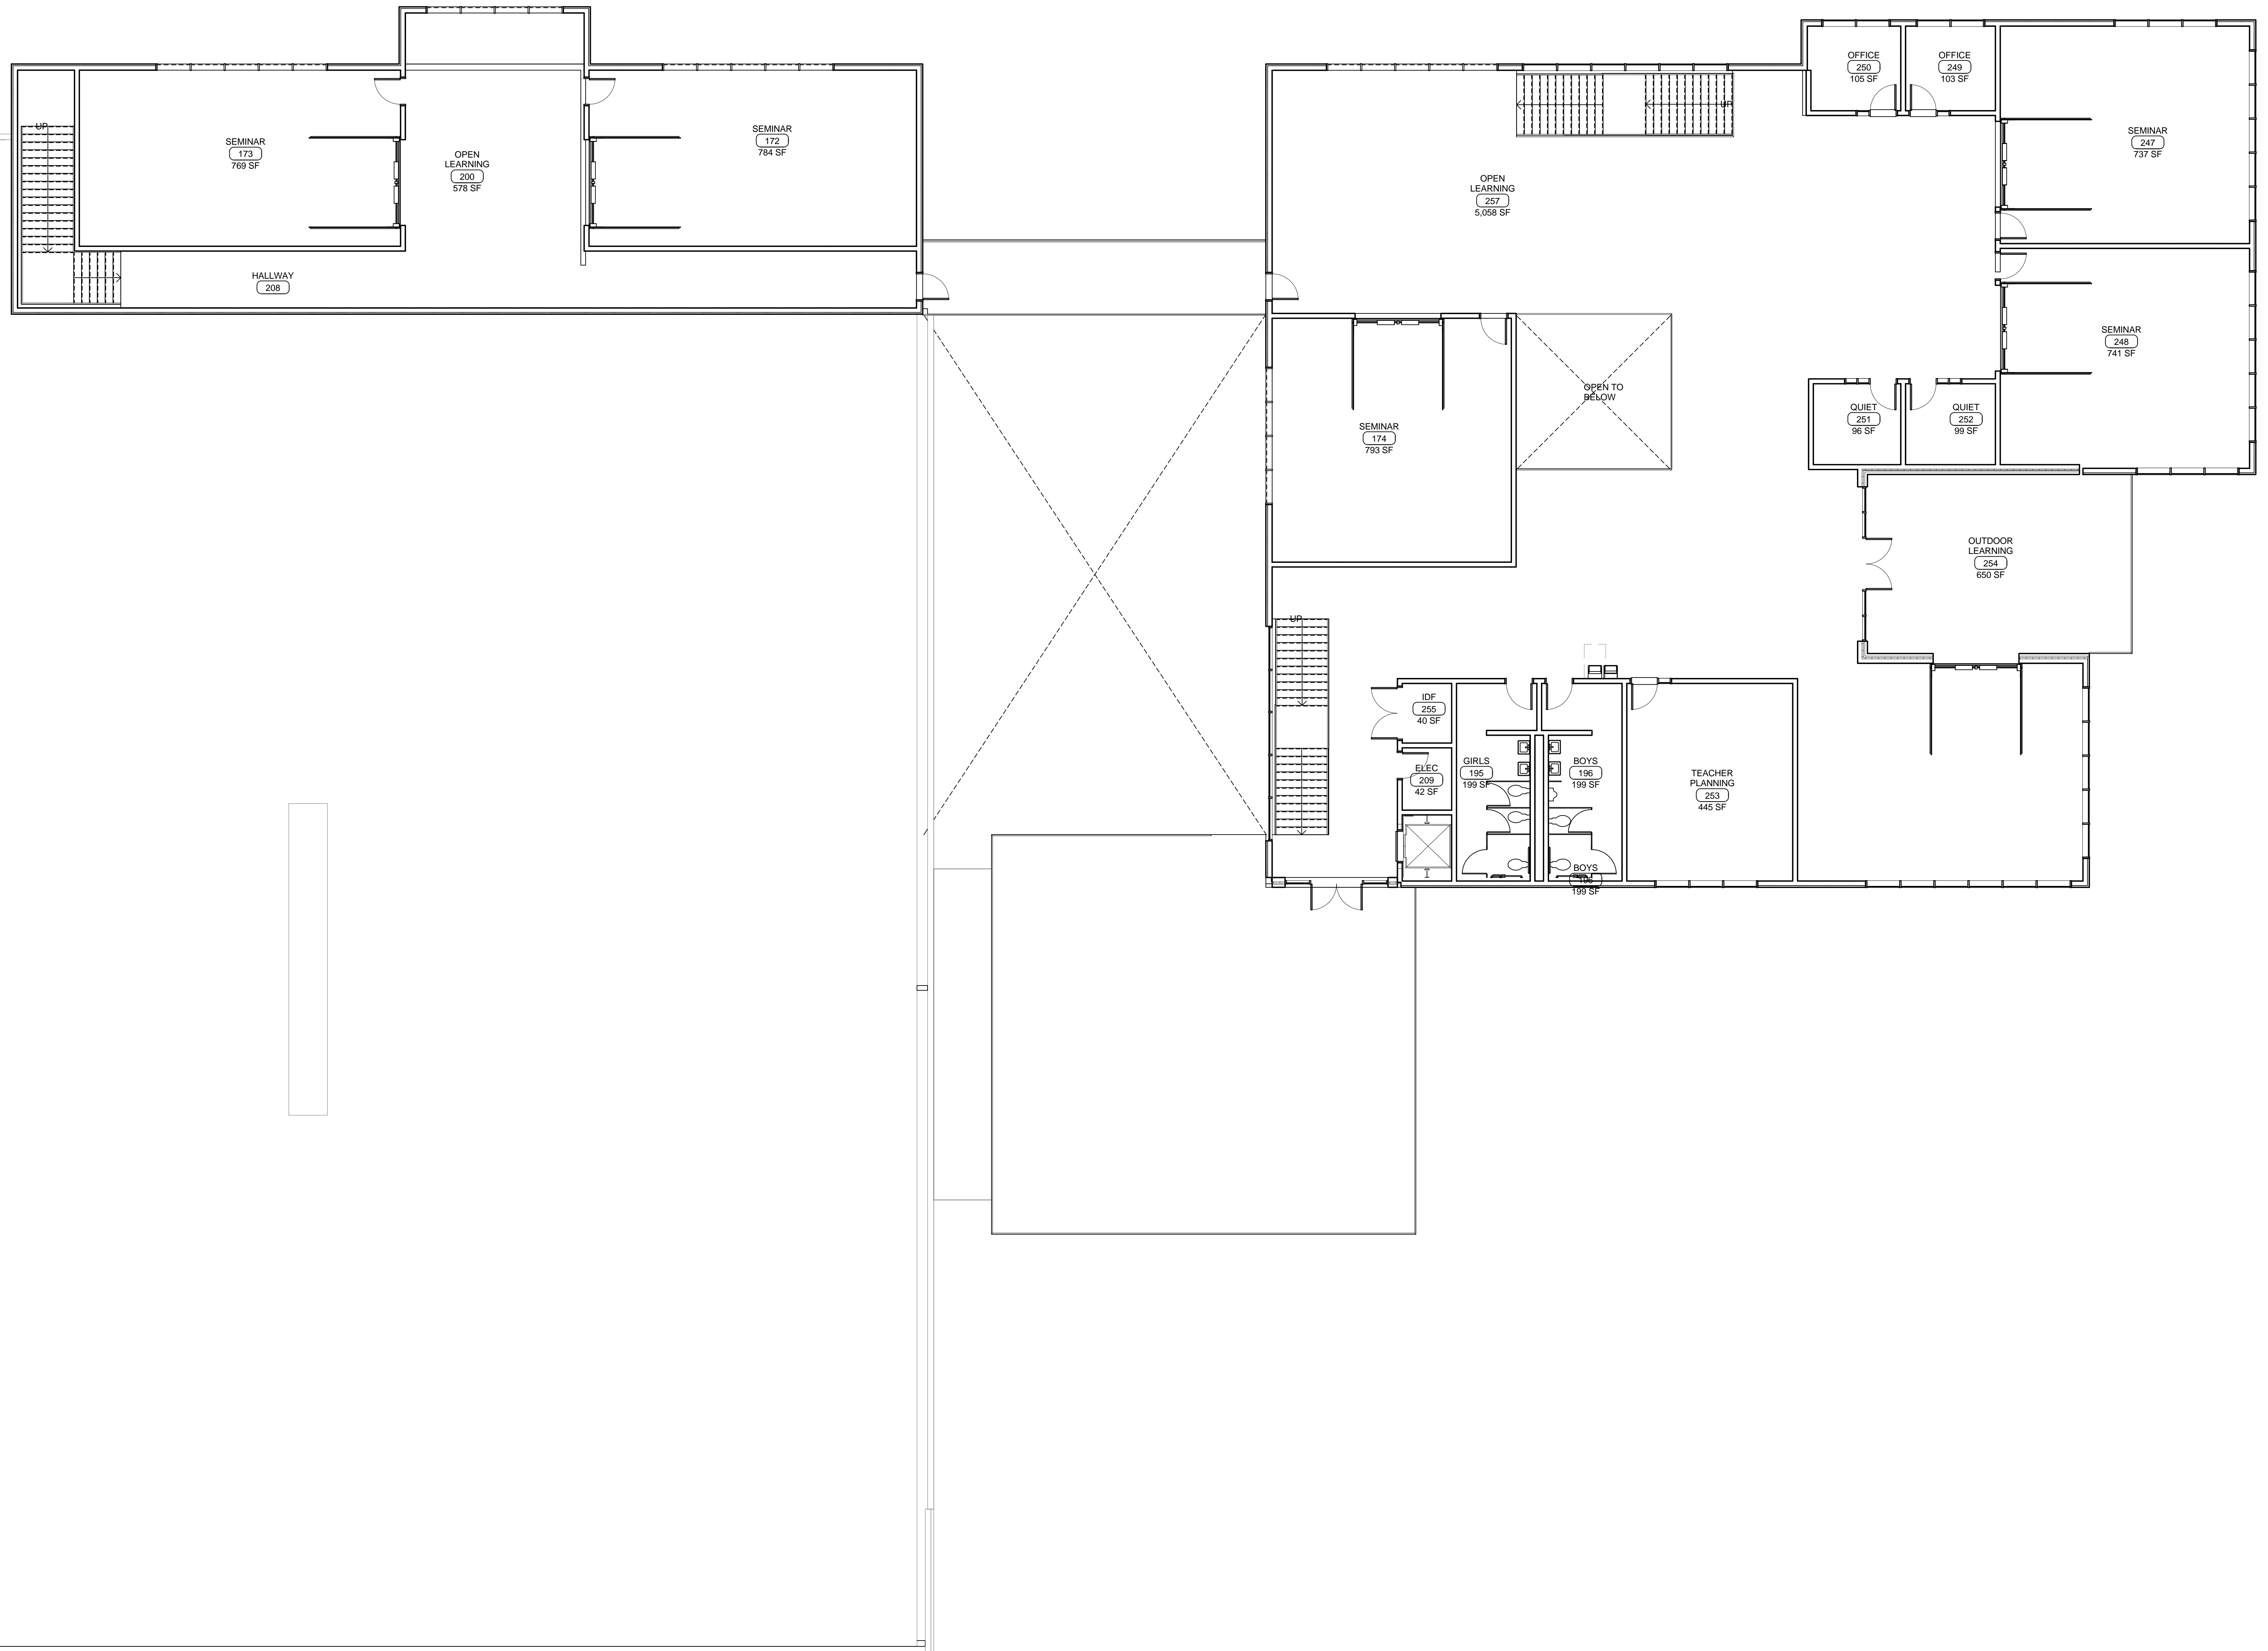 UP
SEMINAR
173
769 SF
OPEN
LEARNING
200
578 SF
SEMINAR
172
784 SF
HALLWAY
208
OPEN
LEARNING
257
5,058 SF
UP
OFFICE
250
105 SF
OFFICE
249
103 SF
SEMINAR
247
737 SF
SEMINAR
248
741 SF
OPEN TO
BELOW
SEMINAR
174
793 SF
QUIET
251
96 SF
QUIET
252
99 SF
OUTDOOR
LEARNING
254
650 SF
UP
IDF
255
40 SF
ELEC
209
42 SF
GIRLS
195
199 SF
BOYS
196
199 SF
TEACHER
PLANNING
253
445 SF
BOYS
199 SF